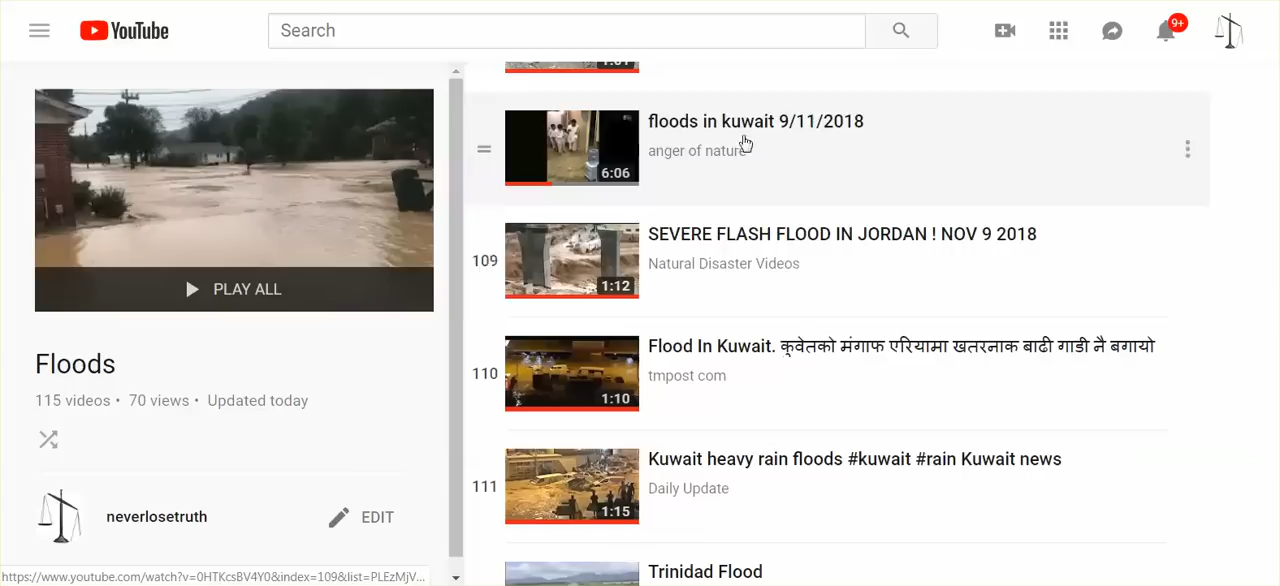 YouTube
Search
9+
PLAY ALL
Floods
115 videos • 70 views • Updated today
neverlosetruth
EDIT
https://www.youtube.com/watch?v=0HTKcsBV4Y0&index=109&list=PLEzMjV...
floods in kuwait 9/11/2018
anger of nature
6:06
109
SEVERE FLASH FLOOD IN JORDAN ! NOV 9 2018
Natural Disaster Videos
1:12
110
Flood In Kuwait. कुवेतको मंगाफ एरियामा खतरनाक बाढी गाडी नै बगायो
tmpost com
1:10
111
Kuwait heavy rain floods #kuwait #rain Kuwait news
Daily Update
1:15
Trinidad Flood